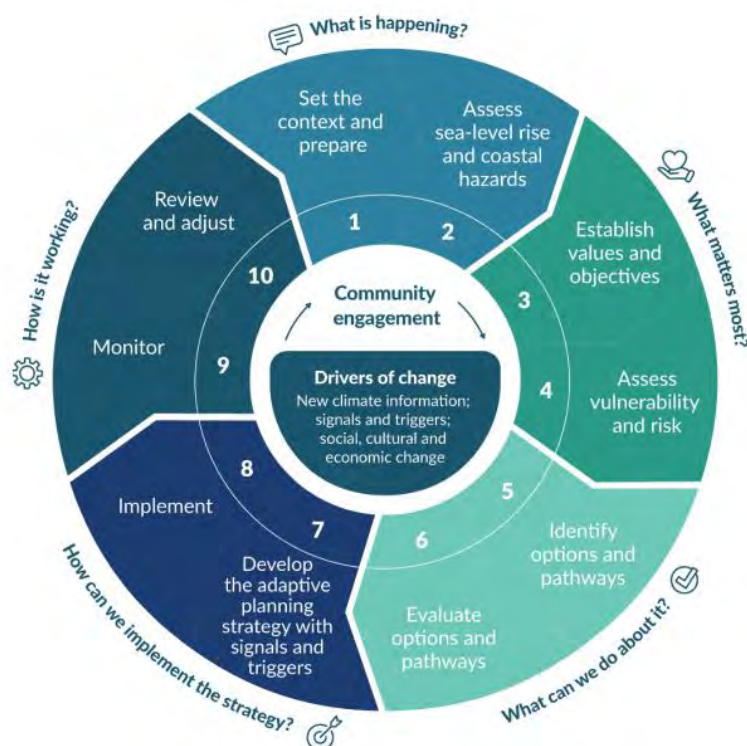 What is happening?
Set the
context and
prepare
1
Assess
sea-level rise
and coastal
hazards
2
What matters most?
Establish
values and
objectives
3
Assess
vulnerability
and risk
4
What can we do about it?
Identify
options and
pathways
5
Evaluate
options and
pathways
6
How can we implement the strategy?
Develop
the adaptive
planning
strategy with
signals and
triggers
7
Implement
8
How is it working?
Monitor
9
Review
and adjust
10
Community
engagement
Drivers of change
New climate information;
signals and triggers;
social, cultural and
economic change